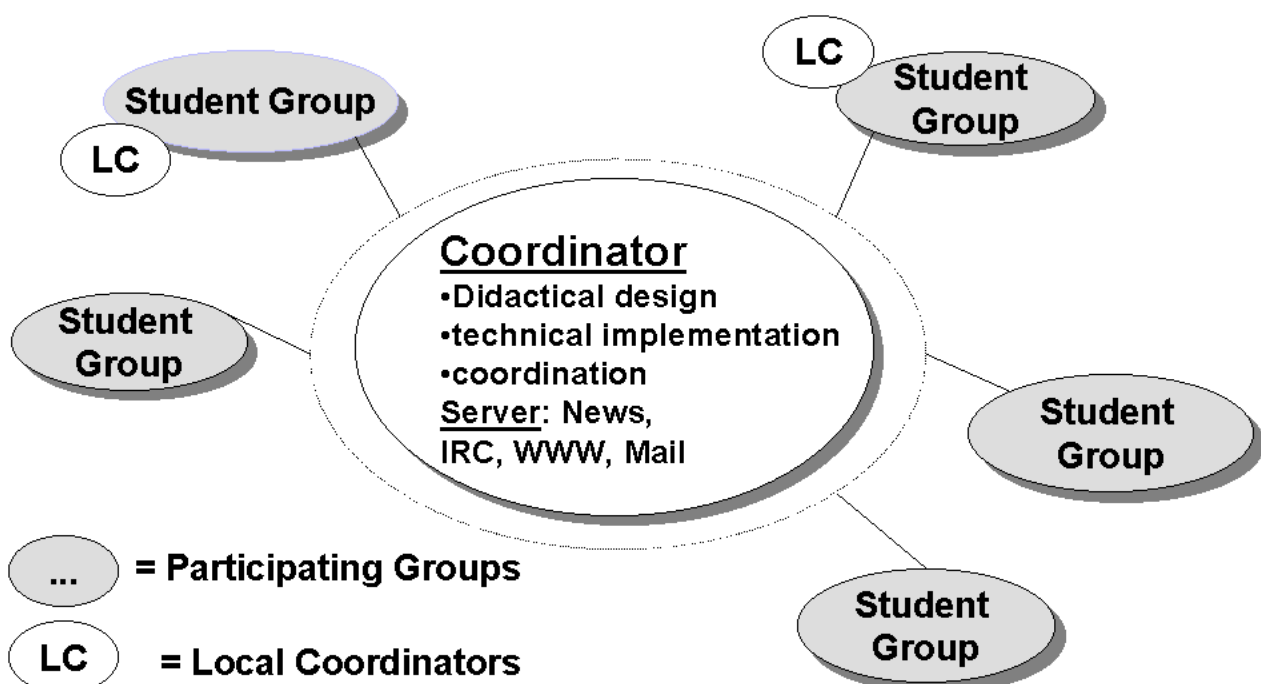 LC
Student Group
LC
Student
Group
Coordinator
•Didactical design
•technical implementation
•coordination
Server: News,
IRC, WWW, Mail
Student
Group
Student
Group
Student
Group
... = Participating Groups
LC = Local Coordinators